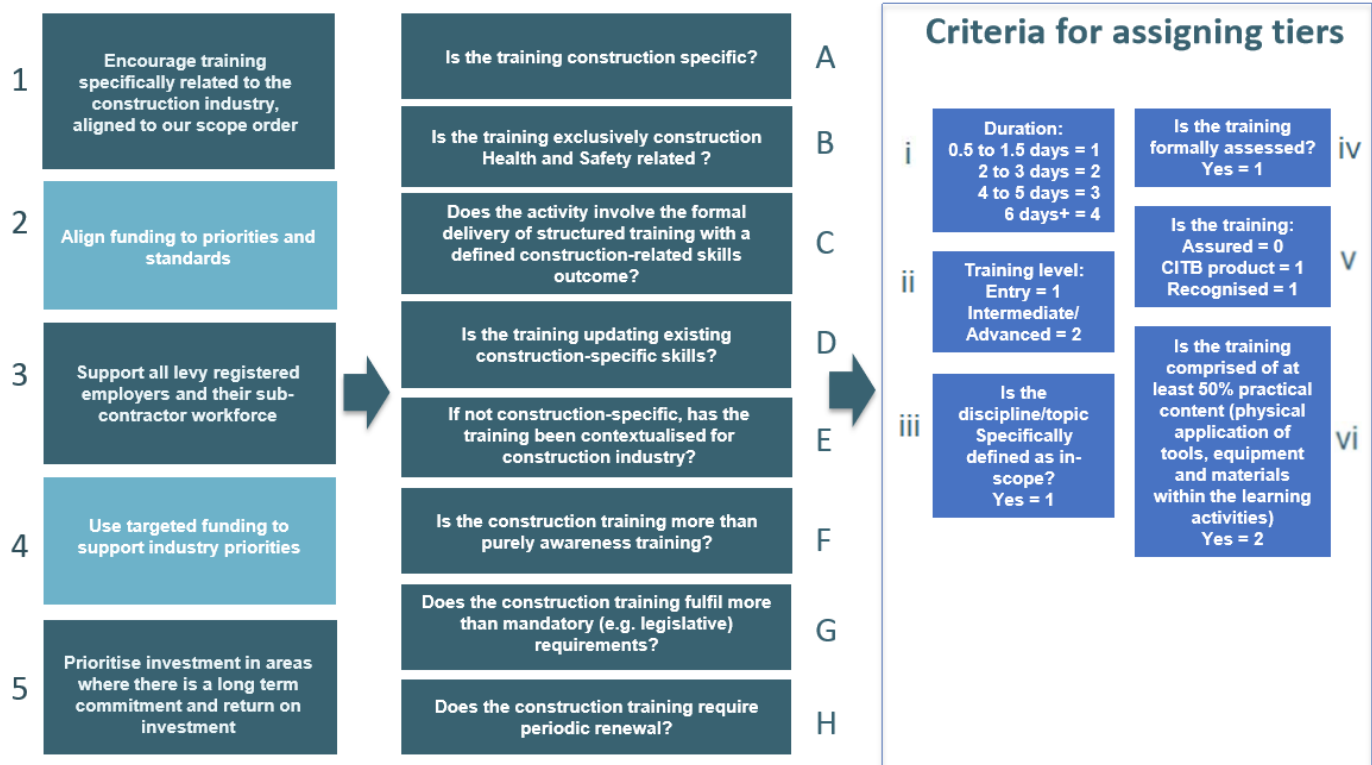 1
Encourage training
specifically related to the
construction industry,
aligned to our scope order
2
Align funding to priorities and
standards
3
Support all levy registered
employers and their sub-
contractor workforce
4
Use targeted funding to
support industry priorities
5
Prioritise investment in areas
where there is a long term
commitment and return on
investment
Is the training construction specific?
A
Is the training exclusively construction
Health and Safety related ?
B
Does the activity involve the formal
delivery of structured training with a
defined construction-related skills
outcome?
C
Is the training updating existing
construction-specific skills?
D
If not construction-specific, has the
training been contextualised for
construction industry?
E
Is the construction training more than
purely awareness training?
F
Does the construction training fulfil more
than mandatory (e.g. legislative)
requirements?
G
Does the construction training require
periodic renewal?
H
Criteria for assigning tiers
i
Duration:
0.5 to 1.5 days = 1
2 to 3 days = 2
4 to 5 days = 3
6 days+ = 4
ii
Training level:
Entry = 1
Intermediate/
Advanced = 2
iii
Is the
discipline/topic
Specifically
defined as in-
scope?
Yes = 1
Is the training
formally assessed?
Yes = 1
iv
Is the training:
Assured = 0
CITB product = 1
Recognised = 1
v
Is the training
comprised of at
least 50% practical
content (physical
application of
tools, equipment
and materials
within the learning
activities)
Yes = 2
vi